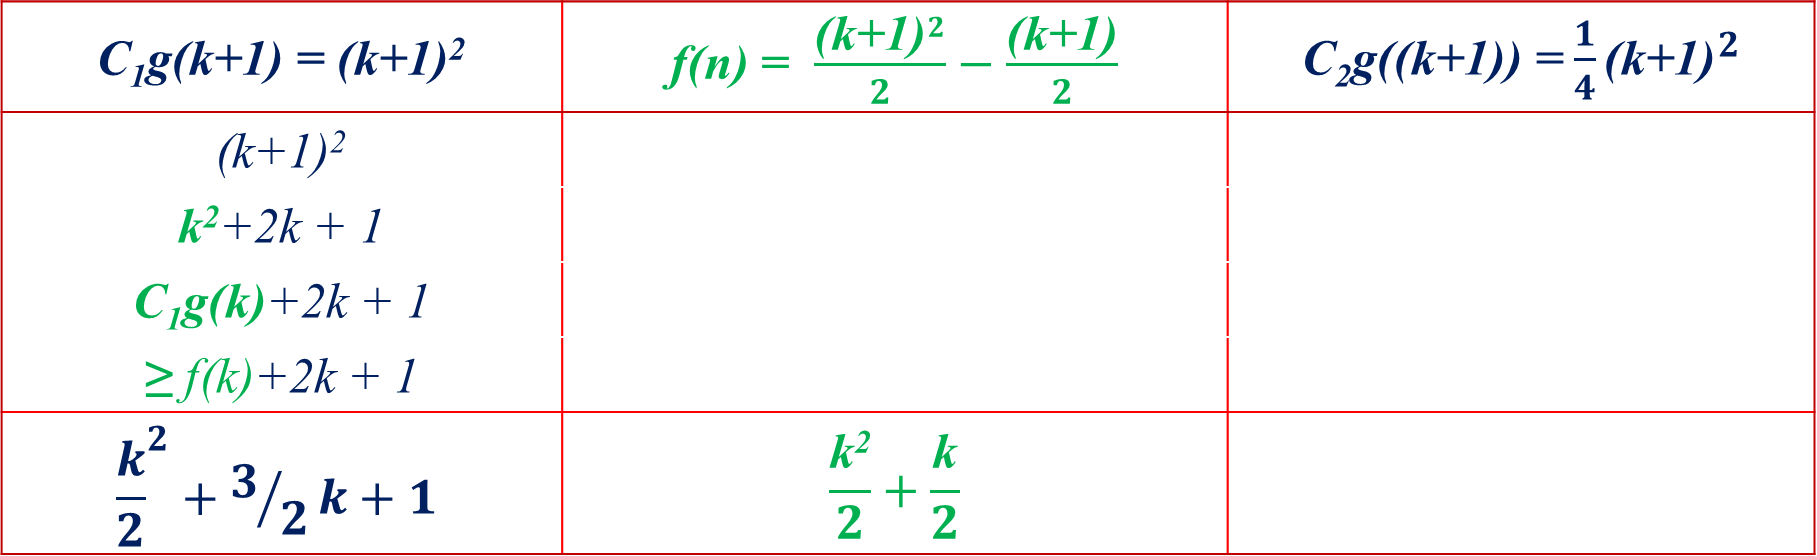 C₁g(k+1) = (k+1)²
f(n) = (k+1)²/2 − (k+1)/2
C₂g((k+1)) = 1/4 (k+1)²
(k+1)²
k²+2k + 1
C₁g(k)+2k + 1
≥ f(k)+2k + 1
k²/2 + 3/2 k + 1
k²/2 + k/2